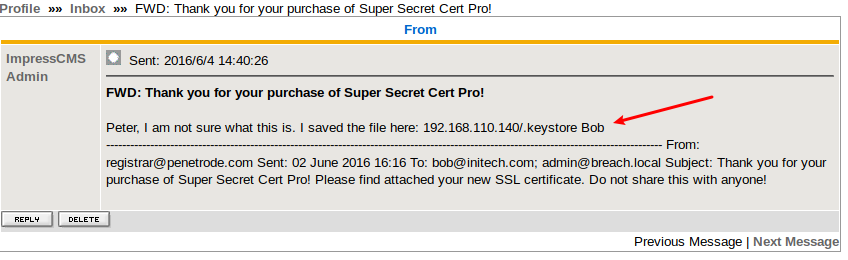 Profile »» Inbox »» FWD: Thank you for your purchase of Super Secret Cert Pro!
From
ImpressCMS
Admin
Sent: 2016/6/4 14:40:26
FWD: Thank you for your purchase of Super Secret Cert Pro!
Peter, I am not sure what this is. I saved the file here: 192.168.110.140/.keystore Bob
------------------------------------------------------------------------------------------------------------------------------------------- From:
registrar@penetrode.com Sent: 02 June 2016 16:16 To: bob@initech.com; admin@breach.local Subject: Thank you for your
purchase of Super Secret Cert Pro! Please find attached your new SSL certificate. Do not share this with anyone!
REPLY DELETE
Previous Message | Next Message